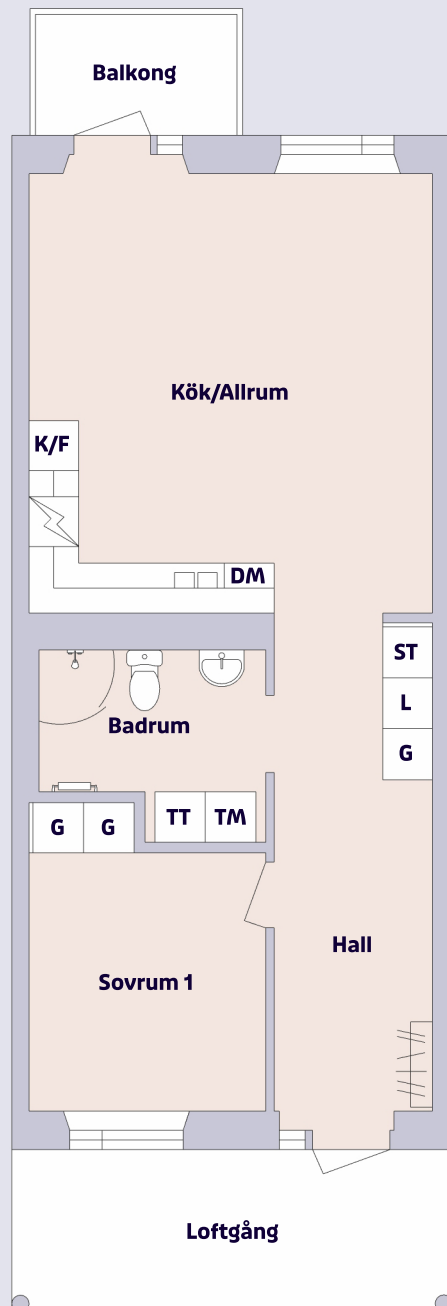 Balkong
Kök/Allrum
K/F
DM
ST
L
G
Badrum
TT TM
G G
Hall
Sovrum 1
Loftgång